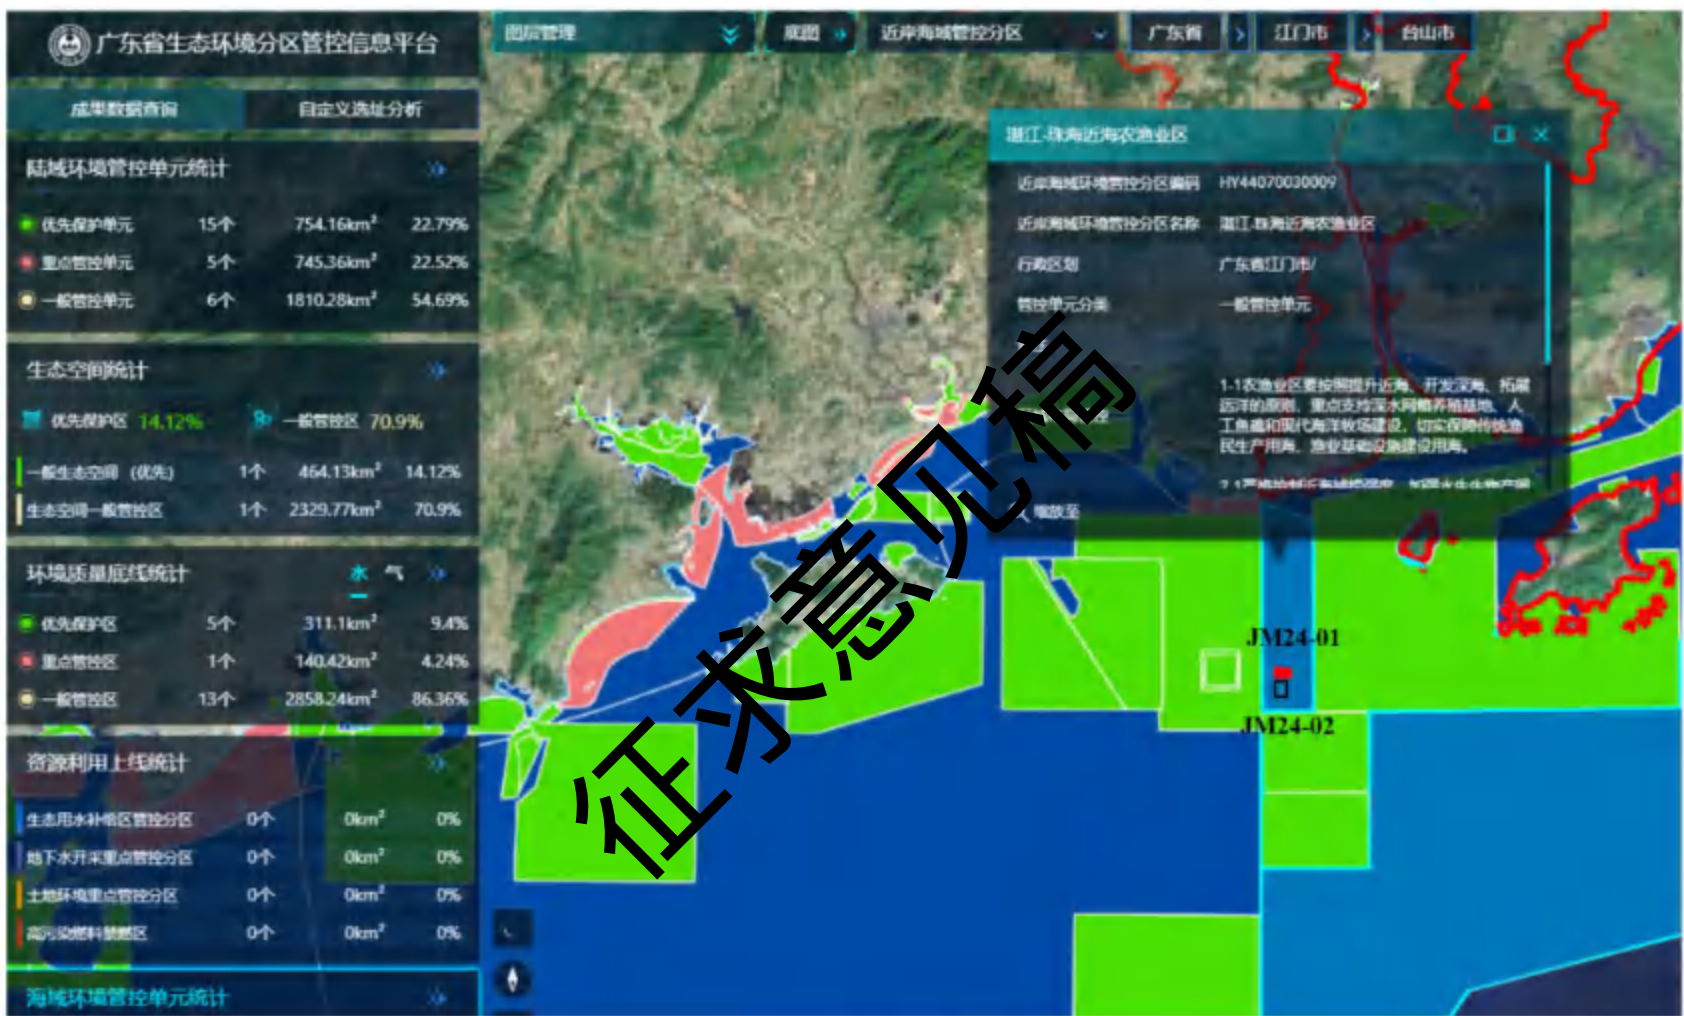 广东省生态环境分区管控信息平台
图层管理
底图
近岸海域管控分区
广东省
江门市
台山市
成果数据查询
自定义选址分析
陆域环境管控单元统计
优先保护单元 15个 754.16km² 22.79%
重点管控单元 5个 745.36km² 22.52%
一般管控单元 6个 1810.28km² 54.69%
生态空间统计
优先保护区 14.12% 一般管控区 70.9%
一般生态空间（优先） 1个 464.13km² 14.12%
生态空间一般管控区 1个 2329.77km² 70.9%
环境质量底线统计 水 气
优先保护区 5个 311.1km² 9.4%
重点管控区 1个 140.42km² 4.24%
一般管控区 13个 2858.24km² 86.36%
资源利用上线统计
生态用水补给区管控分区 0个 0km² 0%
地下水开采重点管控分区 0个 0km² 0%
土地环境重点管控分区 0个 0km² 0%
高污染燃料禁燃区 0个 0km² 0%
海域环境管控单元统计
湛江-珠海近海农渔业区
近岸海域环境管控分区编码 HY44070030009
近岸海域环境管控分区名称 湛江-珠海近海农渔业区
行政区划 广东省江门市/
管控单元分类 一般管控单元
1-1农渔业区要按照提升近海、开发深海、拓展
远洋的原则，重点支持深水网箱养殖基地、人
工鱼礁和现代海洋牧场建设，切实保障传统渔
民生产用海、渔业基础设施建设用海。
缩放至
JM24-01
JM24-02
征求意见稿